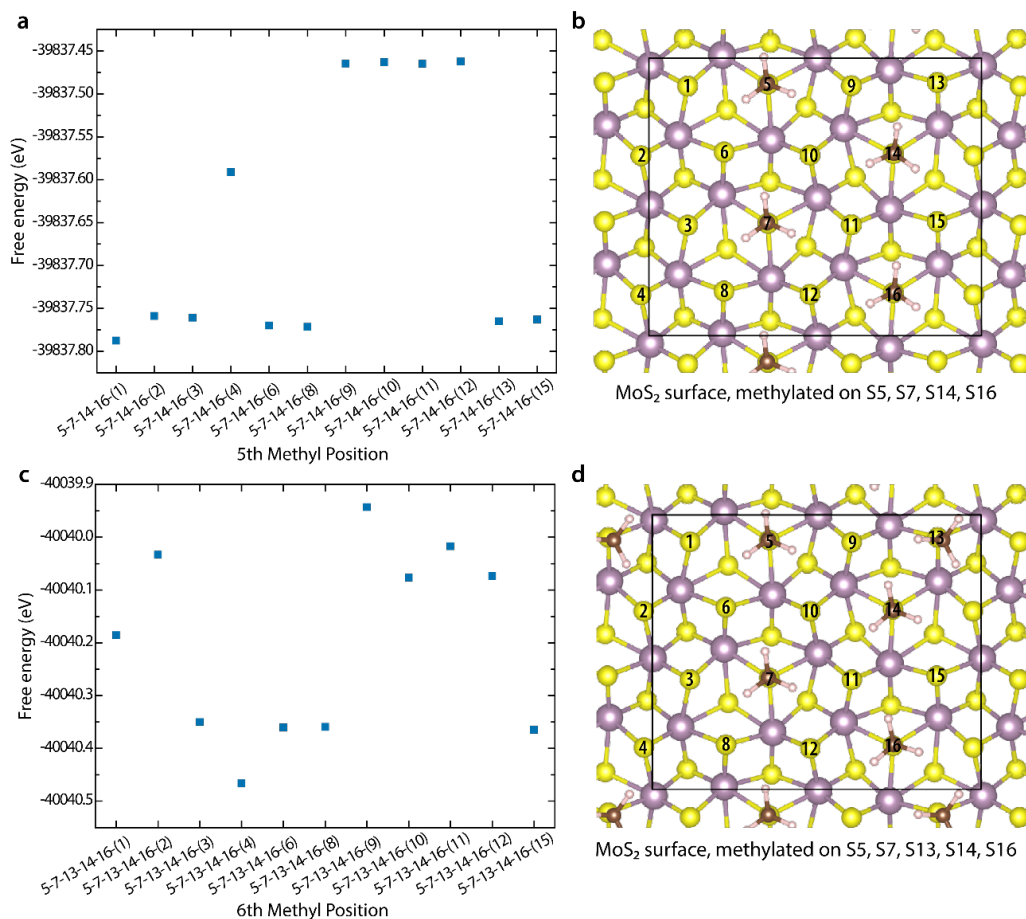 a
Free energy (eV)
-39837.45
-39837.50
-39837.55
-39837.60
-39837.65
-39837.70
-39837.75
-39837.80
5-7-14-16-(1)
5-7-14-16-(2)
5-7-14-16-(3)
5-7-14-16-(4)
5-7-14-16-(6)
5-7-14-16-(8)
5-7-14-16-(9)
5-7-14-16-(10)
5-7-14-16-(11)
5-7-14-16-(12)
5-7-14-16-(13)
5-7-14-16-(15)
5th Methyl Position
b
1 5 9 13
2 6 10 14
3 7 11 15
4 8 12 16
MoS₂ surface, methylated on S5, S7, S14, S16
c
Free energy (eV)
-40039.9
-40040.0
-40040.1
-40040.2
-40040.3
-40040.4
-40040.5
5-7-13-14-16-(1)
5-7-13-14-16-(2)
5-7-13-14-16-(3)
5-7-13-14-16-(4)
5-7-13-14-16-(6)
5-7-13-14-16-(8)
5-7-13-14-16-(9)
5-7-13-14-16-(10)
5-7-13-14-16-(11)
5-7-13-14-16-(12)
5-7-13-14-16-(15)
6th Methyl Position
d
1 5 9 13
2 6 10 14
3 7 11 15
4 8 12 16
MoS₂ surface, methylated on S5, S7, S13, S14, S16